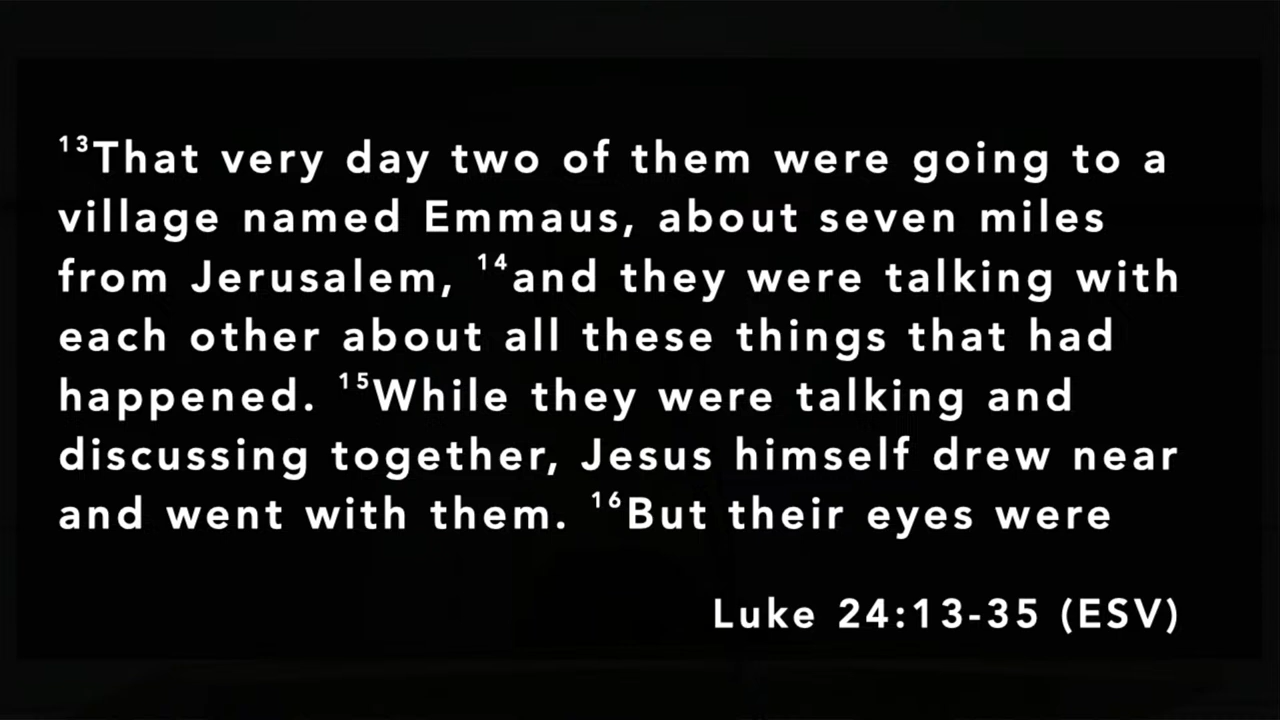 ¹³That very day two of them were going to a
village named Emmaus, about seven miles
from Jerusalem, ¹⁴and they were talking with
each other about all these things that had
happened. ¹⁵While they were talking and
discussing together, Jesus himself drew near
and went with them. ¹⁶But their eyes were
Luke 24:13-35 (ESV)